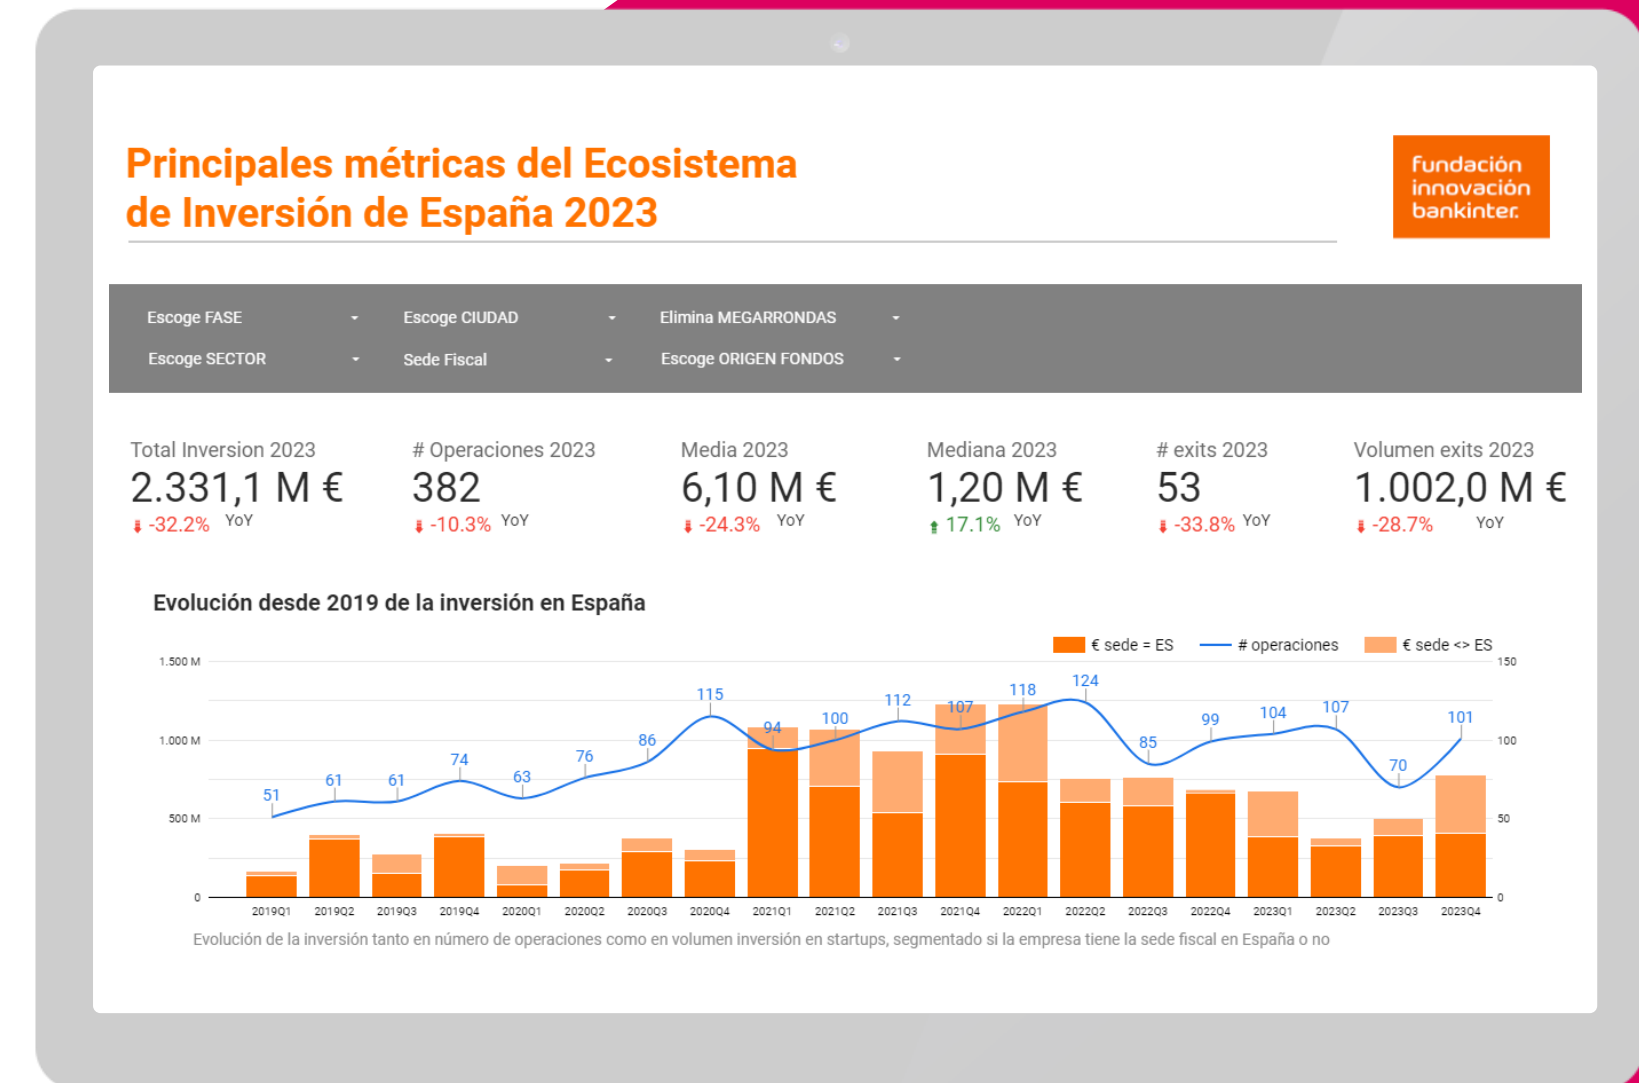 Principales métricas del Ecosistema
de Inversión de España 2023
fundación
innovación
bankinter.
Escoge FASE
Escoge CIUDAD
Elimina MEGARRONDAS
Escoge SECTOR
Sede Fiscal
Escoge ORIGEN FONDOS
Total Inversion 2023
2.331,1 M €
-32.2% YoY
# Operaciones 2023
382
-10.3% YoY
Media 2023
6,10 M €
-24.3% YoY
Mediana 2023
1,20 M €
17.1% YoY
# exits 2023
53
-33.8% YoY
Volumen exits 2023
1.002,0 M €
-28.7% YoY
Evolución desde 2019 de la inversión en España
€ sede = ES
# operaciones
€ sede <> ES
1.500 M
1.000 M
500 M
0
51
61
61
74
63
76
86
115
94
100
112
107
118
124
85
99
104
107
70
101
150
100
50
0
2019Q1
2019Q2
2019Q3
2019Q4
2020Q1
2020Q2
2020Q3
2020Q4
2021Q1
2021Q2
2021Q3
2021Q4
2022Q1
2022Q2
2022Q3
2022Q4
2023Q1
2023Q2
2023Q3
2023Q4
Evolución de la inversión tanto en número de operaciones como en volumen inversión en startups, segmentado si la empresa tiene la sede fiscal en España o no